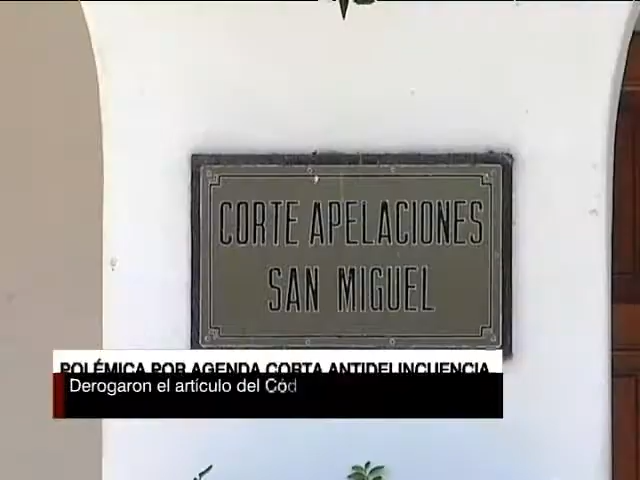 CORTE APELACIONES
SAN MIGUEL
POLÉMICA POR AGENDA CORTA ANTIDELINCUENCIA
Derogaron el artículo del Cód